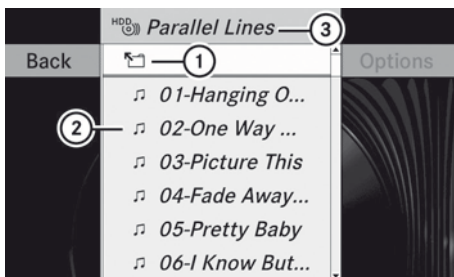 HDD Parallel Lines 3
Back 1 Options
01-Hanging O...
2 02-One Way ...
03-Picture This
04-Fade Away...
05-Pretty Baby
06-I Know But...